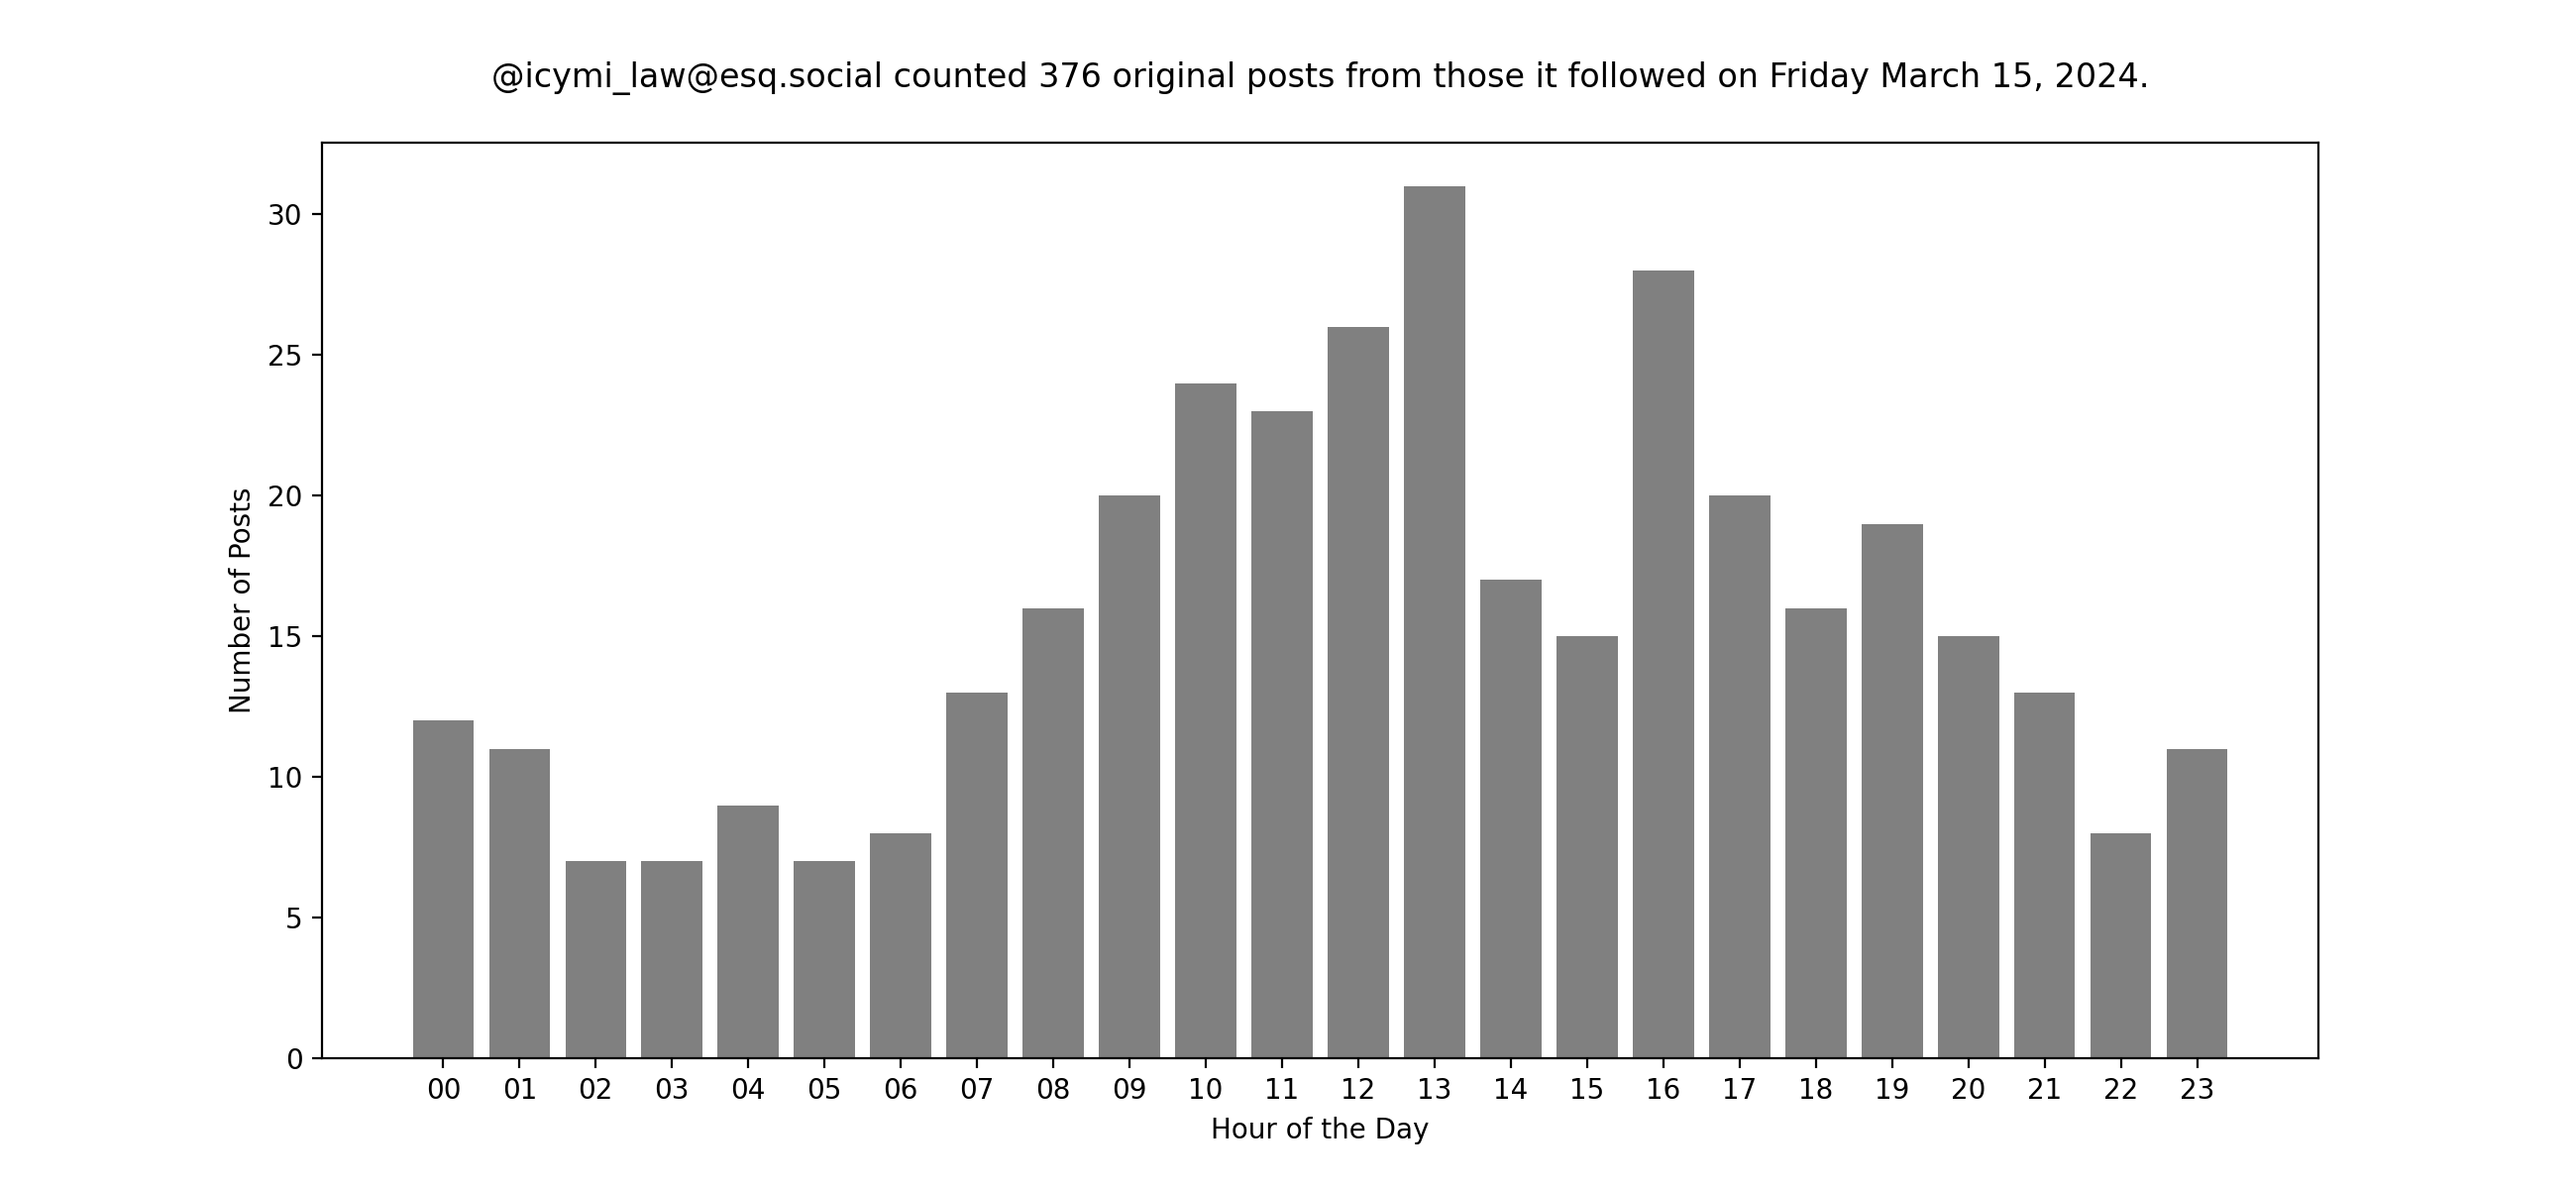 @icymi_law@esq.social counted 376 original posts from those it followed on Friday March 15, 2024.
30
25
20
15
10
5
0
Number of Posts
00 01 02 03 04 05 06 07 08 09 10 11 12 13 14 15 16 17 18 19 20 21 22 23
Hour of the Day